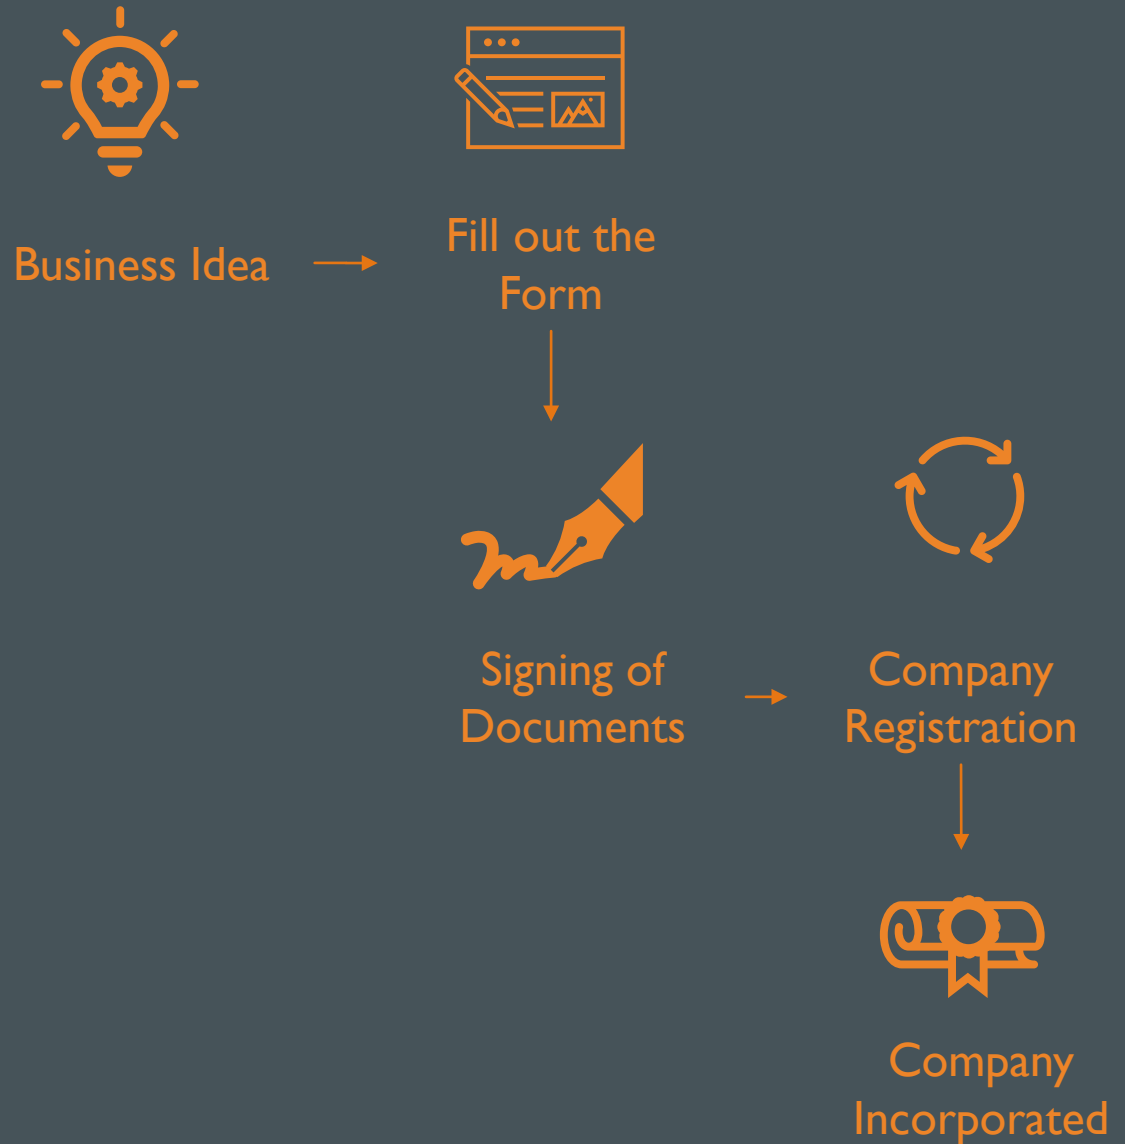 Business Idea
Fill out the
Form
Signing of
Documents
Company
Registration
Company
Incorporated